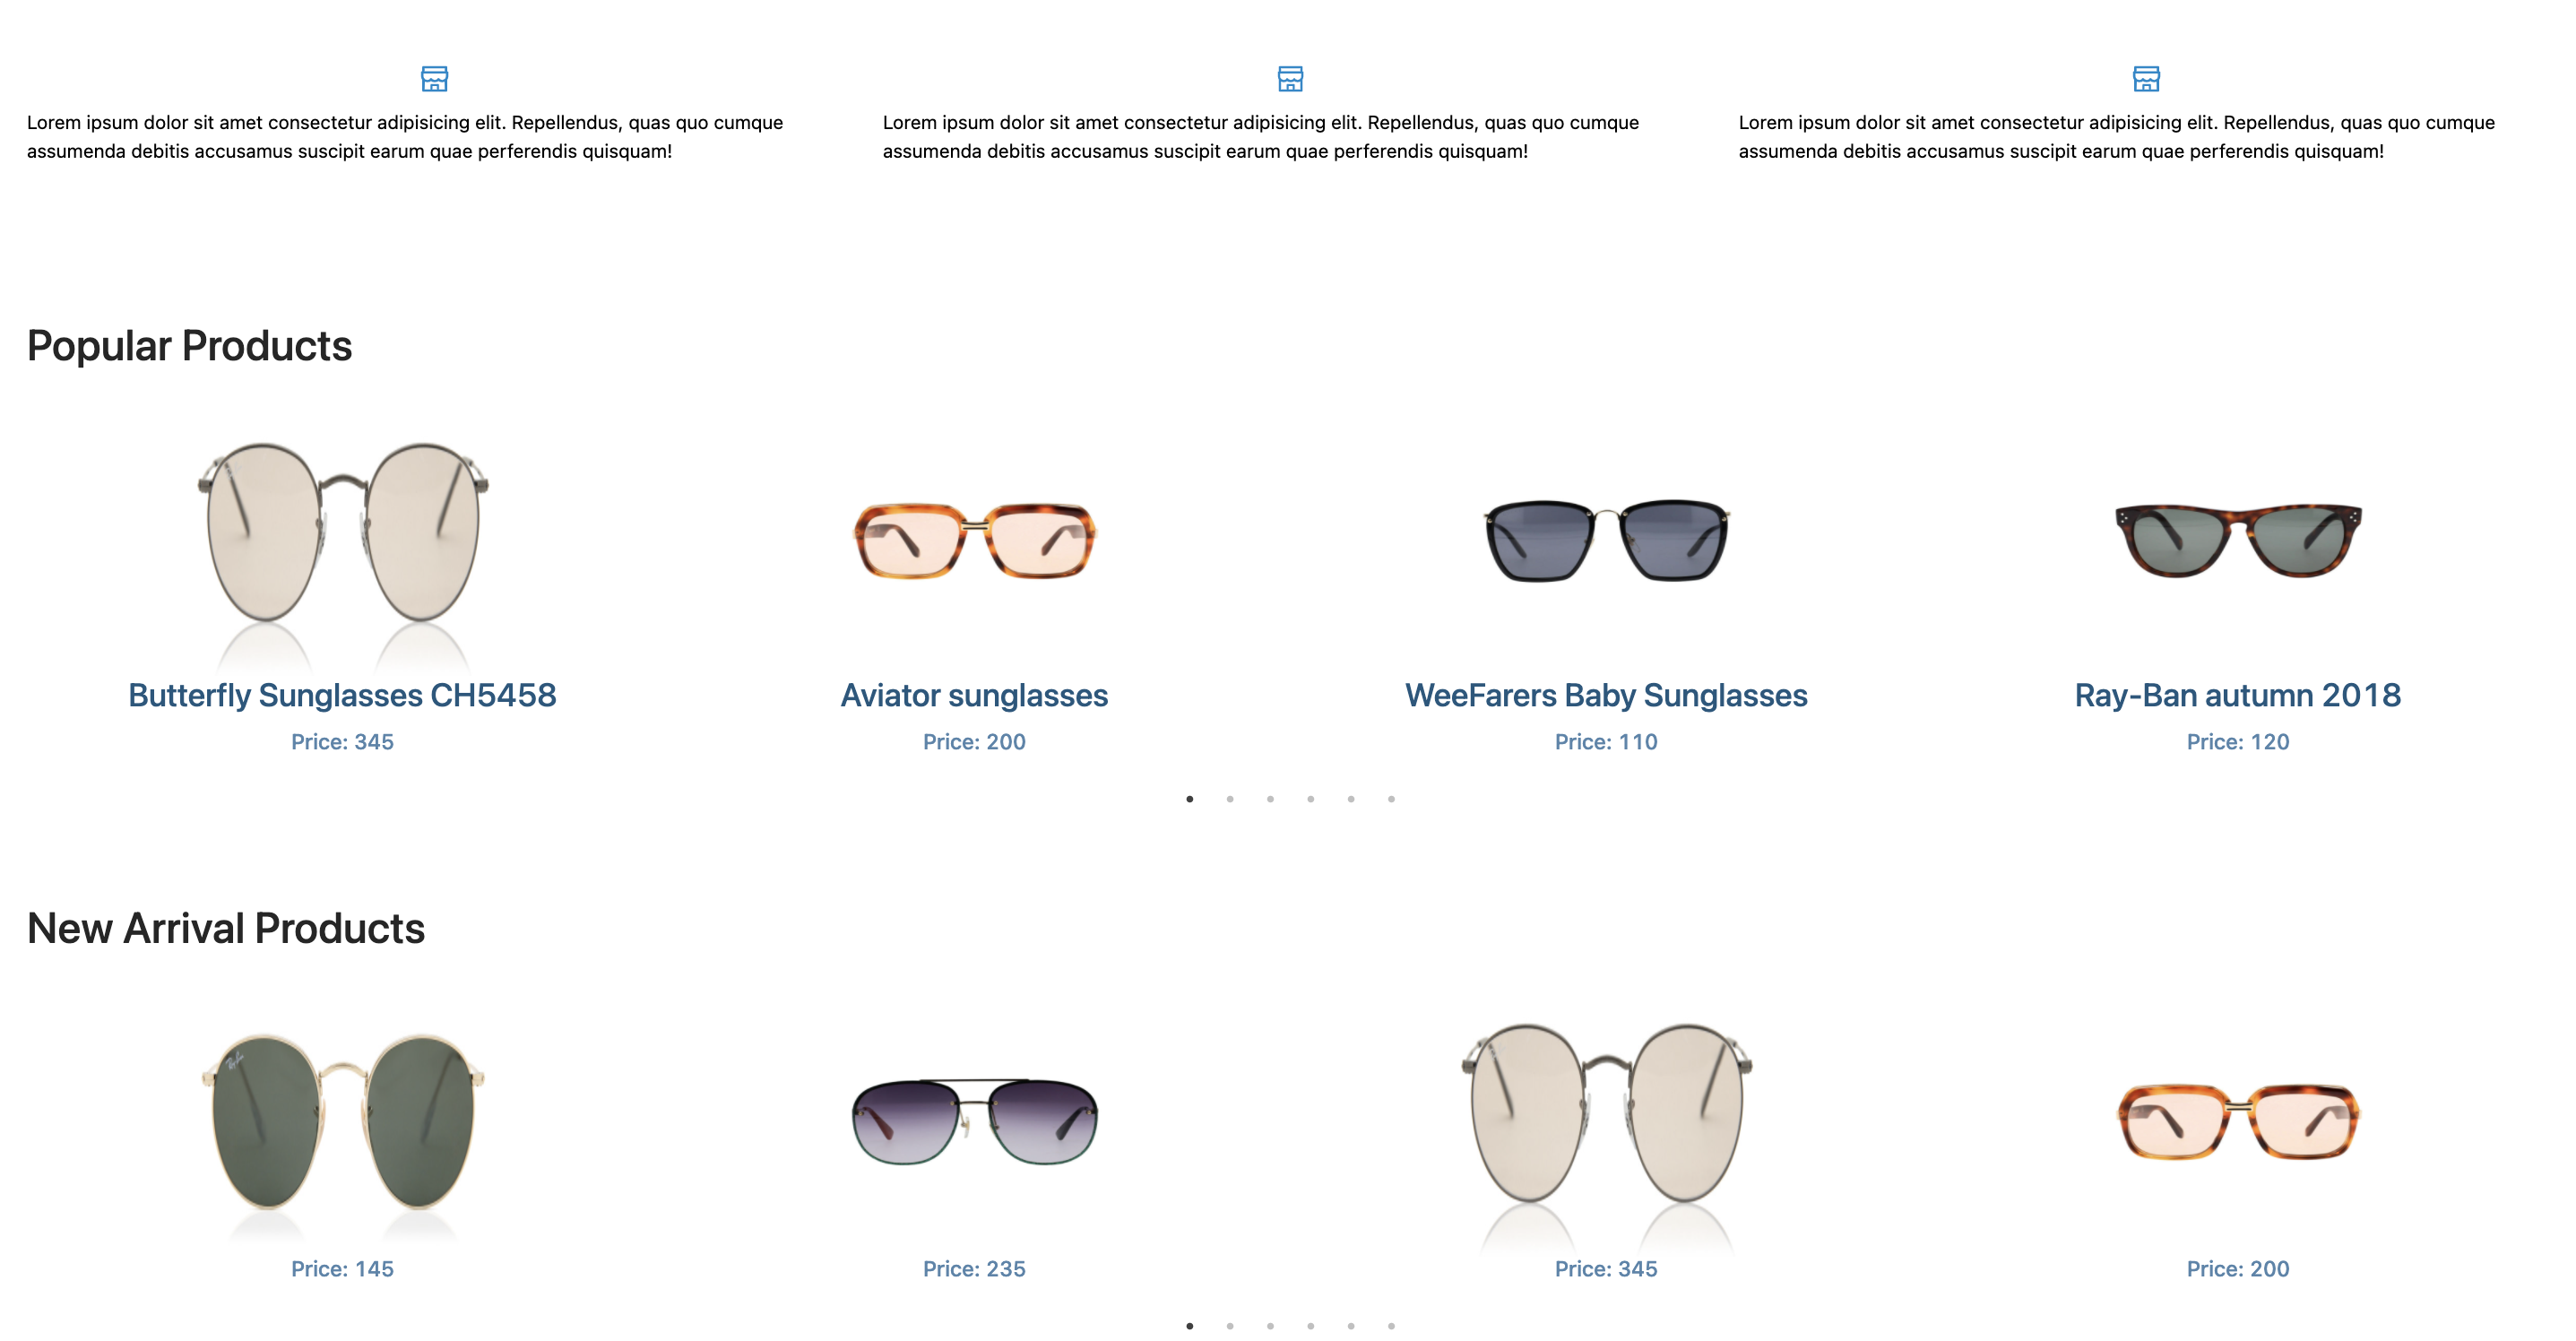 Lorem ipsum dolor sit amet consectetur adipisicing elit. Repellendus, quas quo cumque
assumenda debitis accusamus suscipit earum quae perferendis quisquam!
Lorem ipsum dolor sit amet consectetur adipisicing elit. Repellendus, quas quo cumque
assumenda debitis accusamus suscipit earum quae perferendis quisquam!
Lorem ipsum dolor sit amet consectetur adipisicing elit. Repellendus, quas quo cumque
assumenda debitis accusamus suscipit earum quae perferendis quisquam!
Popular Products
Butterfly Sunglasses CH5458
Price: 345
Aviator sunglasses
Price: 200
WeeFarers Baby Sunglasses
Price: 110
Ray-Ban autumn 2018
Price: 120
New Arrival Products
Ray-Ban
Price: 145
Price: 235
Price: 345
Price: 200